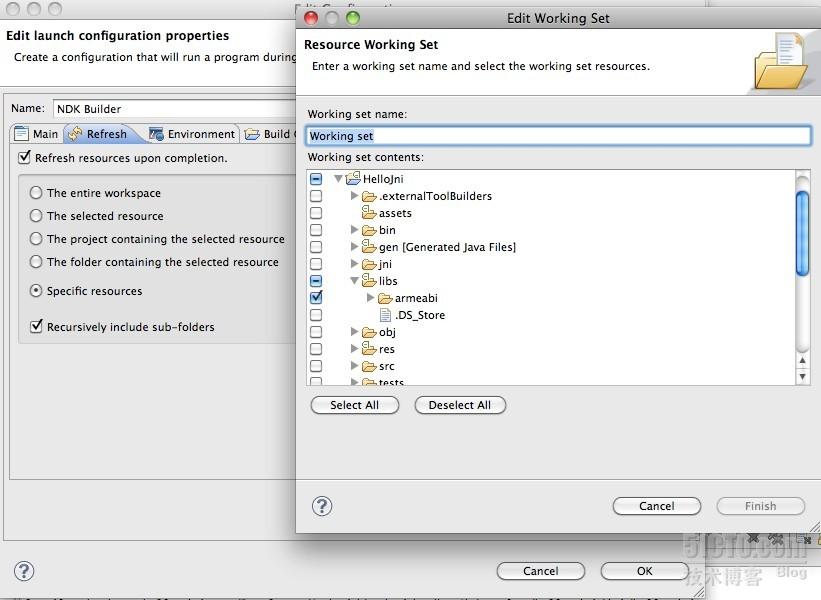 Edit Configuration
Edit launch configuration properties
Create a configuration that will run a program during
Name:
NDK Builder
Main
Refresh
Environment
Build
Refresh resources upon completion.
The entire workspace
The selected resource
The project containing the selected resource
The folder containing the selected resource
Specific resources
Recursively include sub-folders
Cancel
OK
Edit Working Set
Resource Working Set
Enter a working set name and select the working set resources.
Working set name:
Working set
Working set contents:
HelloJni
.externalToolBuilders
assets
bin
gen [Generated Java Files]
jni
libs
armeabi
.DS_Store
obj
res
src
tests
Select All
Deselect All
Cancel
Finish
51CTO.com
技术博客 Blog